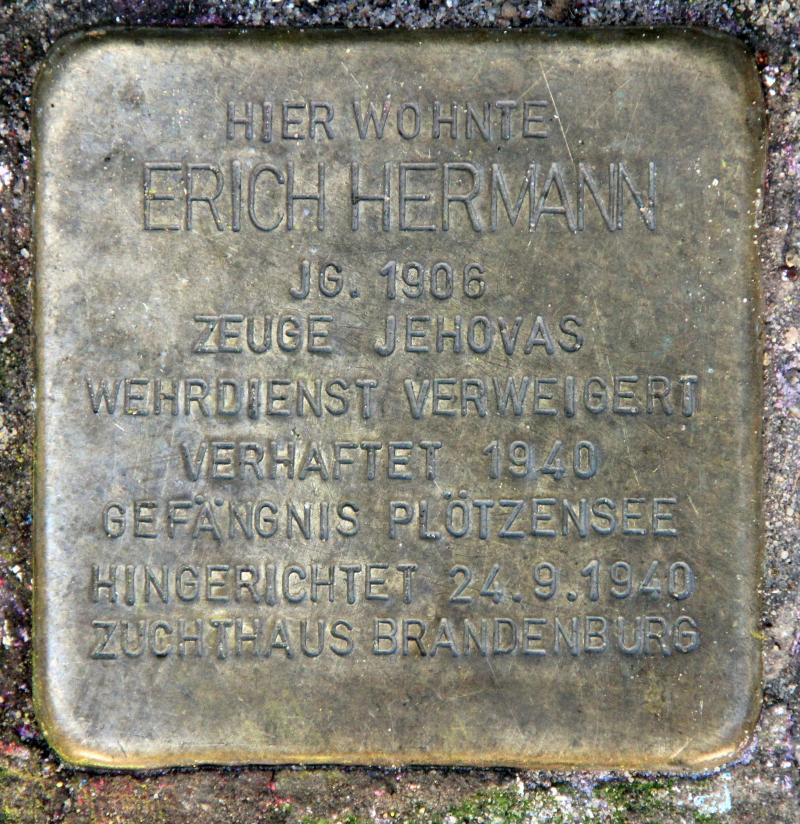 HIER WOHNTE
ERICH HERMANN
JG. 1906
ZEUGE JEHOVAS
WEHRDIENST VERWEIGERT
VERHAFTET 1940
GEFÄNGNIS PLÖTZENSEE
HINGERICHTET 24.9.1940
ZUCHTHAUS BRANDENBURG